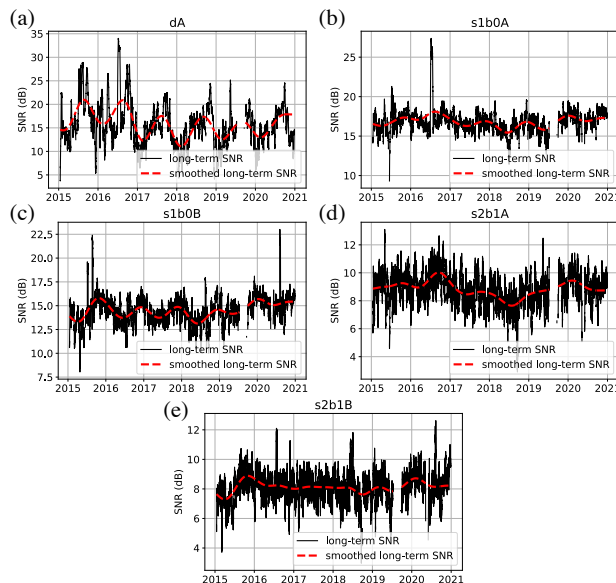 (a)
dA
SNR (dB)
35
30
25
20
15
10
5
2015 2016 2017 2018 2019 2020 2021
long-term SNR
smoothed long-term SNR
(b)
s1b0A
SNR (dB)
25
20
15
10
2015 2016 2017 2018 2019 2020 2021
long-term SNR
smoothed long-term SNR
(c)
s1b0B
SNR (dB)
22.5
20.0
17.5
15.0
12.5
10.0
7.5
2015 2016 2017 2018 2019 2020 2021
long-term SNR
smoothed long-term SNR
(d)
s2b1A
SNR (dB)
12
10
8
6
4
2015 2016 2017 2018 2019 2020 2021
long-term SNR
smoothed long-term SNR
(e)
s2b1B
SNR (dB)
12
10
8
6
4
2015 2016 2017 2018 2019 2020 2021
long-term SNR
smoothed long-term SNR